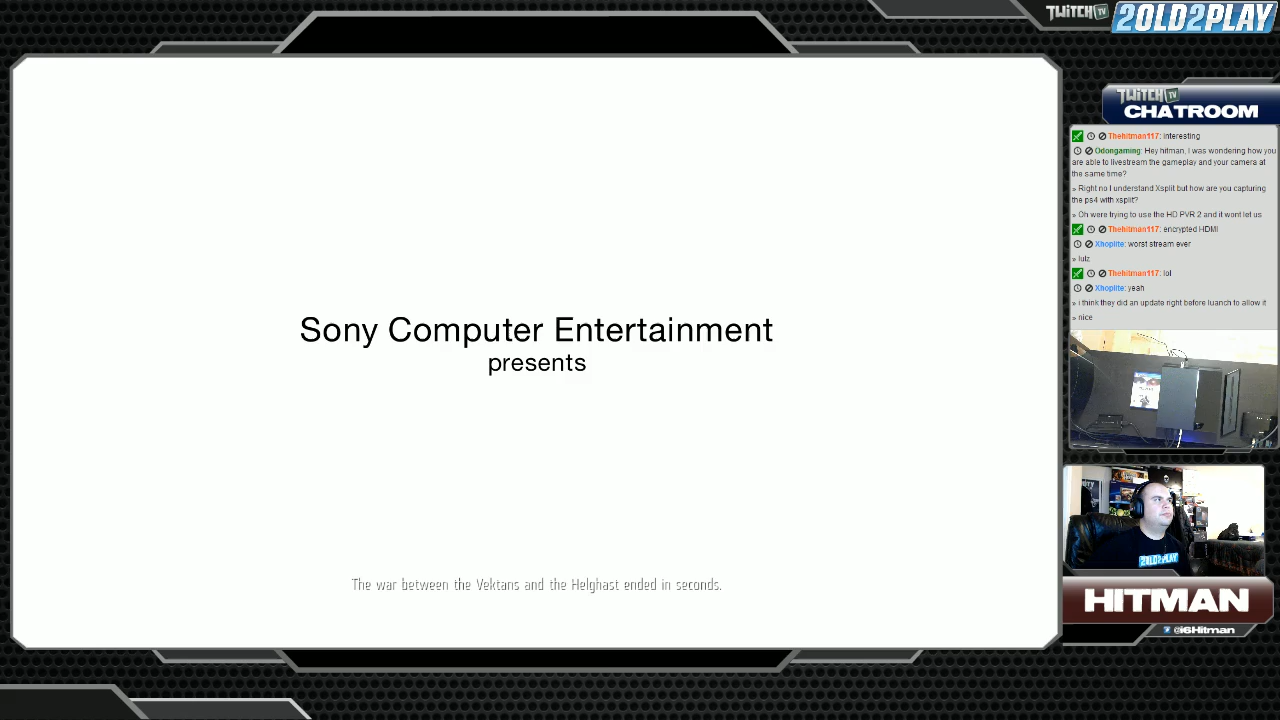 TWITCH TV 2OLD2PLAY
TWITCH TV
CHATROOM
Thehitman117: interesting
Odongaming: Hey hitman, I was wondering how you
are able to livestream the gameplay and your camera at
the same time?
» Right no I understand Xsplit but how are you capturing
the ps4 with xsplit?
» Oh were trying to use the HD PVR 2 and it wont let us
Thehitman117: encrypted HDMI
Xhoplite: worst stream ever
» lulz
Thehitman117: lol
Xhoplite: yeah
» i think they did an update right before luanch to allow it
» nice
Sony Computer Entertainment
presents
The war between the Vektans and the Helghast ended in seconds.
2OLD2PLAY
HITMAN
@i6Hitman